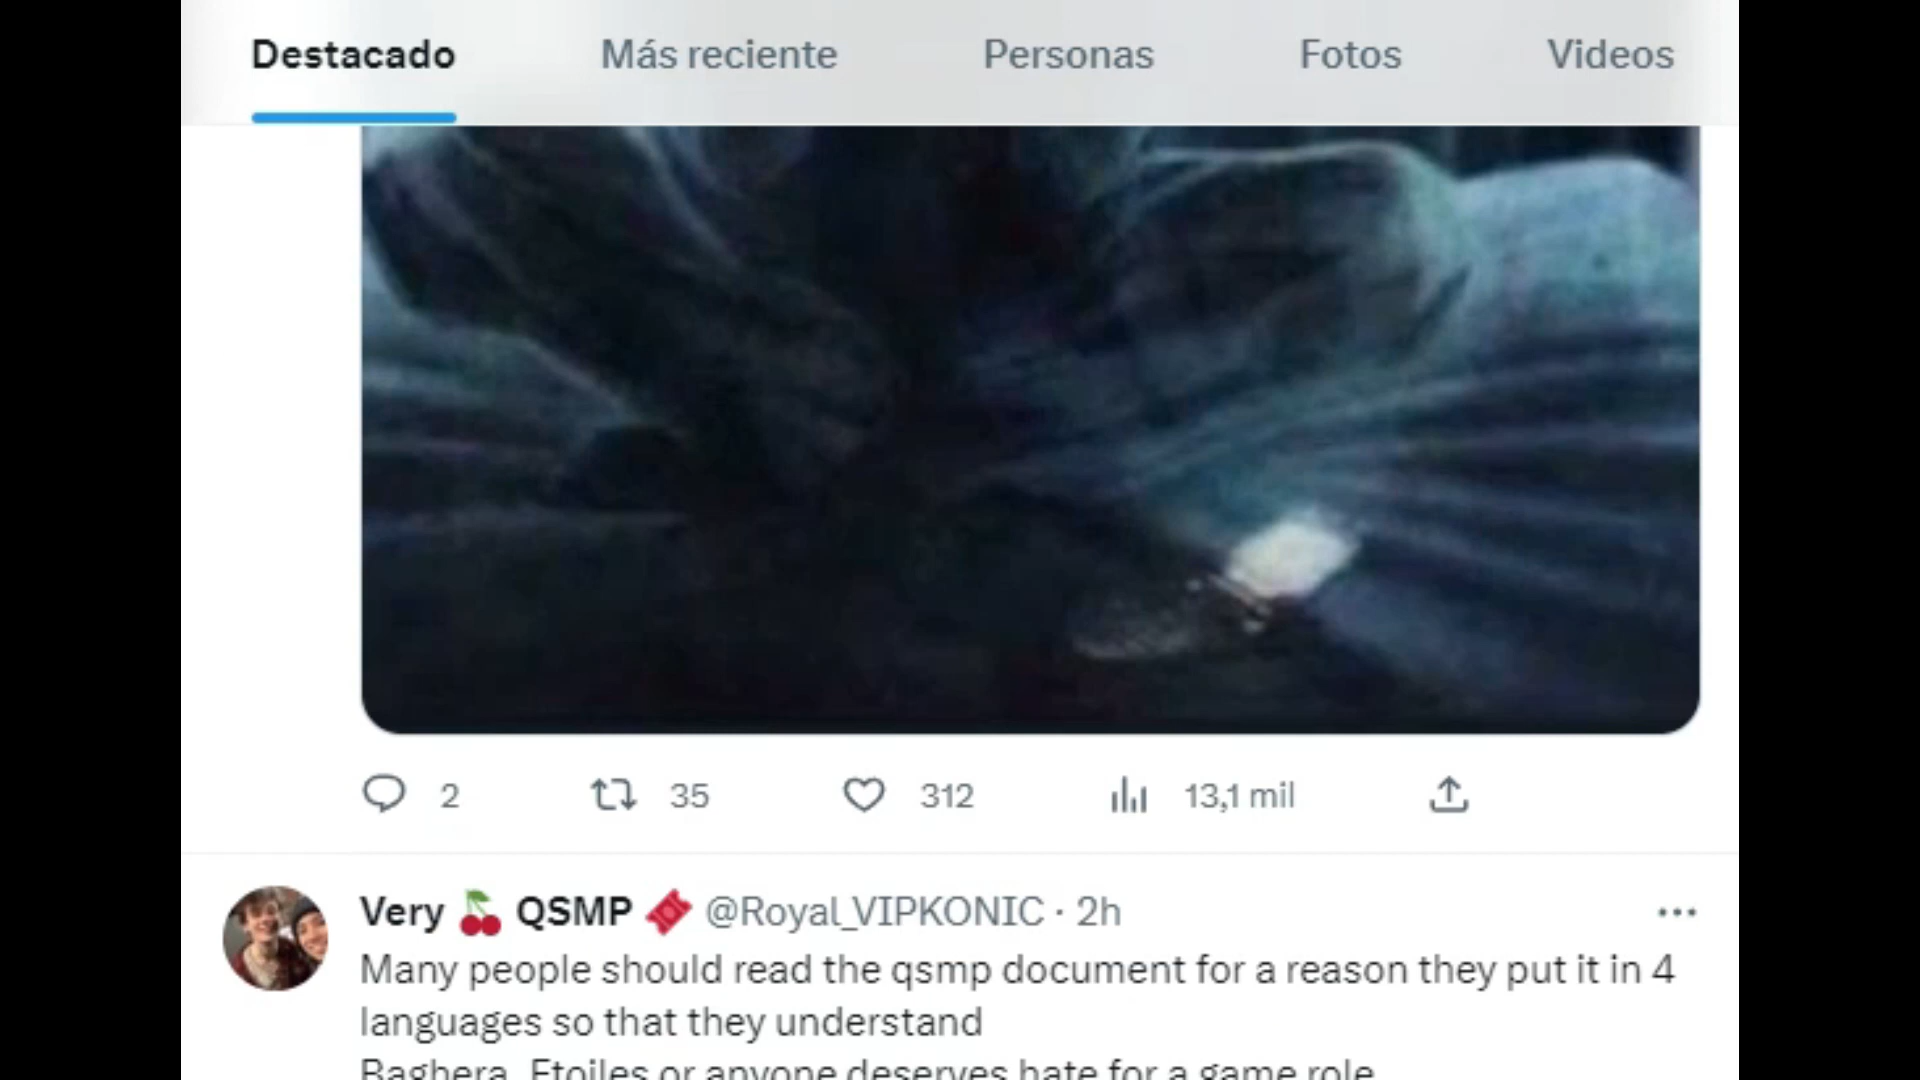 Destacado Más reciente Personas Fotos Videos
2 35 312 13,1 mil
Very 🍒 QSMP 🎟 @Royal_VIPKONIC · 2h
Many people should read the qsmp document for a reason they put it in 4
languages so that they understand
Baghera, Etoiles or anyone deserves hate for a game role